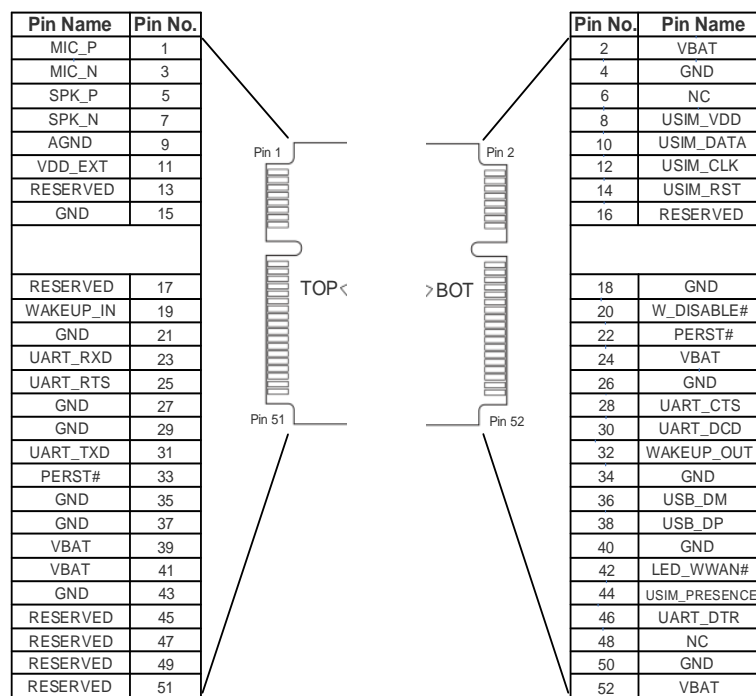 Pin Name Pin No.
MIC_P 1
MIC_N 3
SPK_P 5
SPK_N 7
AGND 9
VDD_EXT 11
RESERVED 13
GND 15
RESERVED 17
WAKEUP_IN 19
GND 21
UART_RXD 23
UART_RTS 25
GND 27
GND 29
UART_TXD 31
PERST# 33
GND 35
GND 37
VBAT 39
VBAT 41
GND 43
RESERVED 45
RESERVED 47
RESERVED 49
RESERVED 51
Pin 1
TOP
Pin 51
Pin 2
BOT
Pin 52
Pin No. Pin Name
2 VBAT
4 GND
6 NC
8 USIM_VDD
10 USIM_DATA
12 USIM_CLK
14 USIM_RST
16 RESERVED
18 GND
20 W_DISABLE#
22 PERST#
24 VBAT
26 GND
28 UART_CTS
30 UART_DCD
32 WAKEUP_OUT
34 GND
36 USB_DM
38 USB_DP
40 GND
42 LED_WWAN#
44 USIM_PRESENCE
46 UART_DTR
48 NC
50 GND
52 VBAT